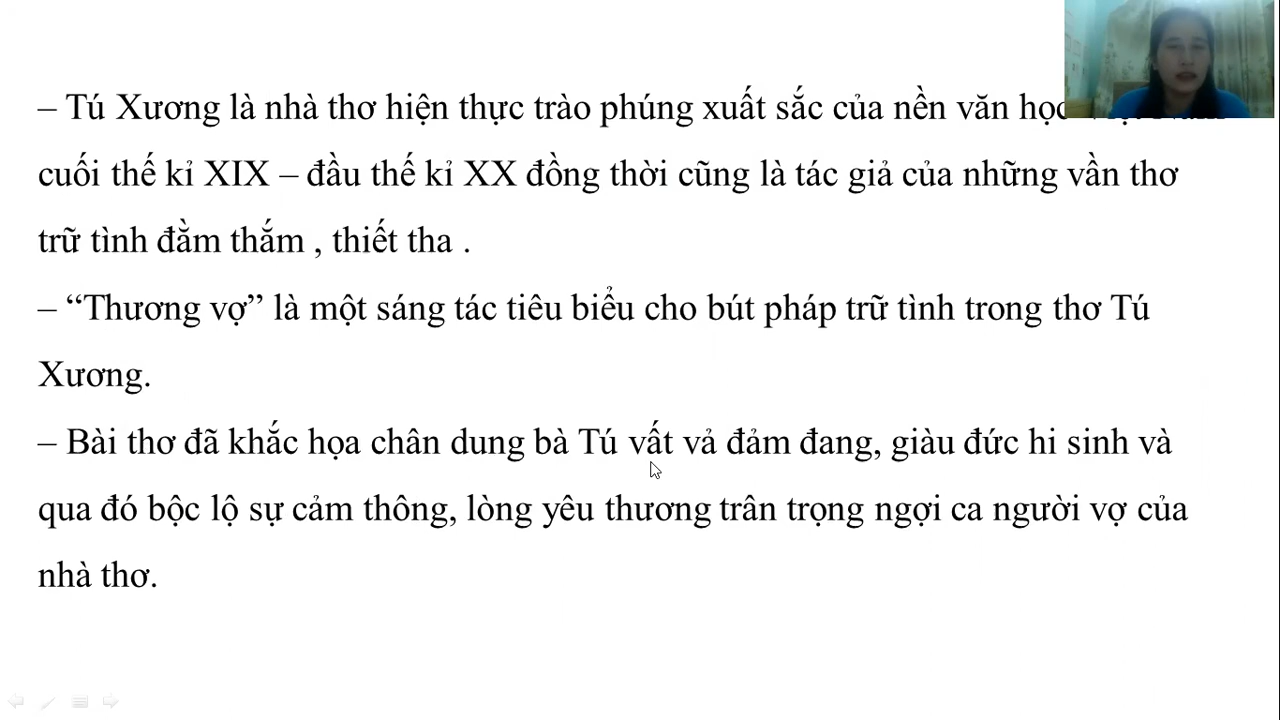 – Tú Xương là nhà thơ hiện thực trào phúng xuất sắc của nền văn học
cuối thế kỉ XIX – đầu thế kỉ XX đồng thời cũng là tác giả của những vần thơ
trữ tình đằm thắm , thiết tha .
– “Thương vợ” là một sáng tác tiêu biểu cho bút pháp trữ tình trong thơ Tú
Xương.
– Bài thơ đã khắc họa chân dung bà Tú vất vả đảm đang, giàu đức hi sinh và
qua đó bộc lộ sự cảm thông, lòng yêu thương trân trọng ngợi ca người vợ của
nhà thơ.